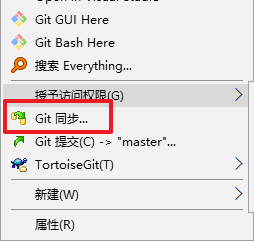 Git GUI Here
Git Bash Here
搜索 Everything...
授予访问权限(G)
Git 同步...
Git 提交(C) -> "master"...
TortoiseGit(T)
新建(W)
属性(R)